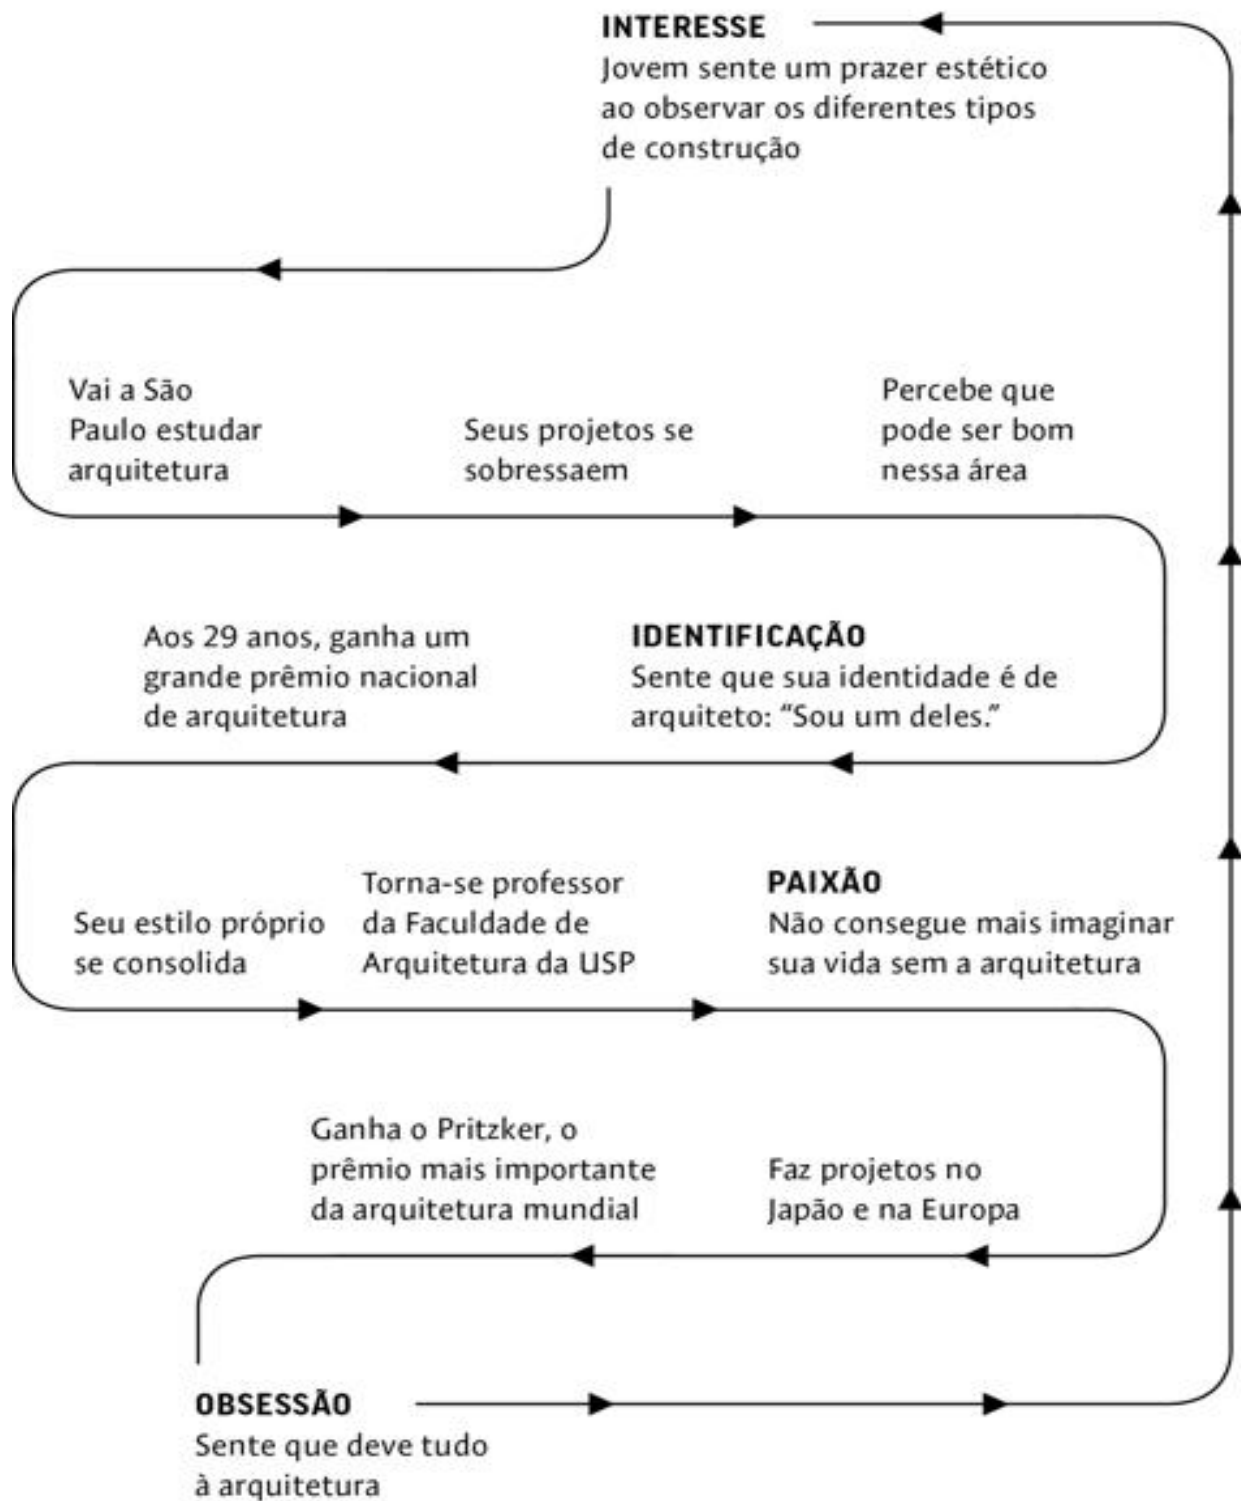 INTERESSE
Jovem sente um prazer estético
ao observar os diferentes tipos
de construção
Vai a São
Paulo estudar
arquitetura
Seus projetos se
sobressaem
Percebe que
pode ser bom
nessa área
IDENTIFICAÇÃO
Sente que sua identidade é de
arquiteto: “Sou um deles.”
Aos 29 anos, ganha um
grande prêmio nacional
de arquitetura
Seu estilo próprio
se consolida
Torna-se professor
da Faculdade de
Arquitetura da USP
PAIXÃO
Não consegue mais imaginar
sua vida sem a arquitetura
Faz projetos no
Japão e na Europa
Ganha o Pritzker, o
prêmio mais importante
da arquitetura mundial
OBSESSÃO
Sente que deve tudo
à arquitetura